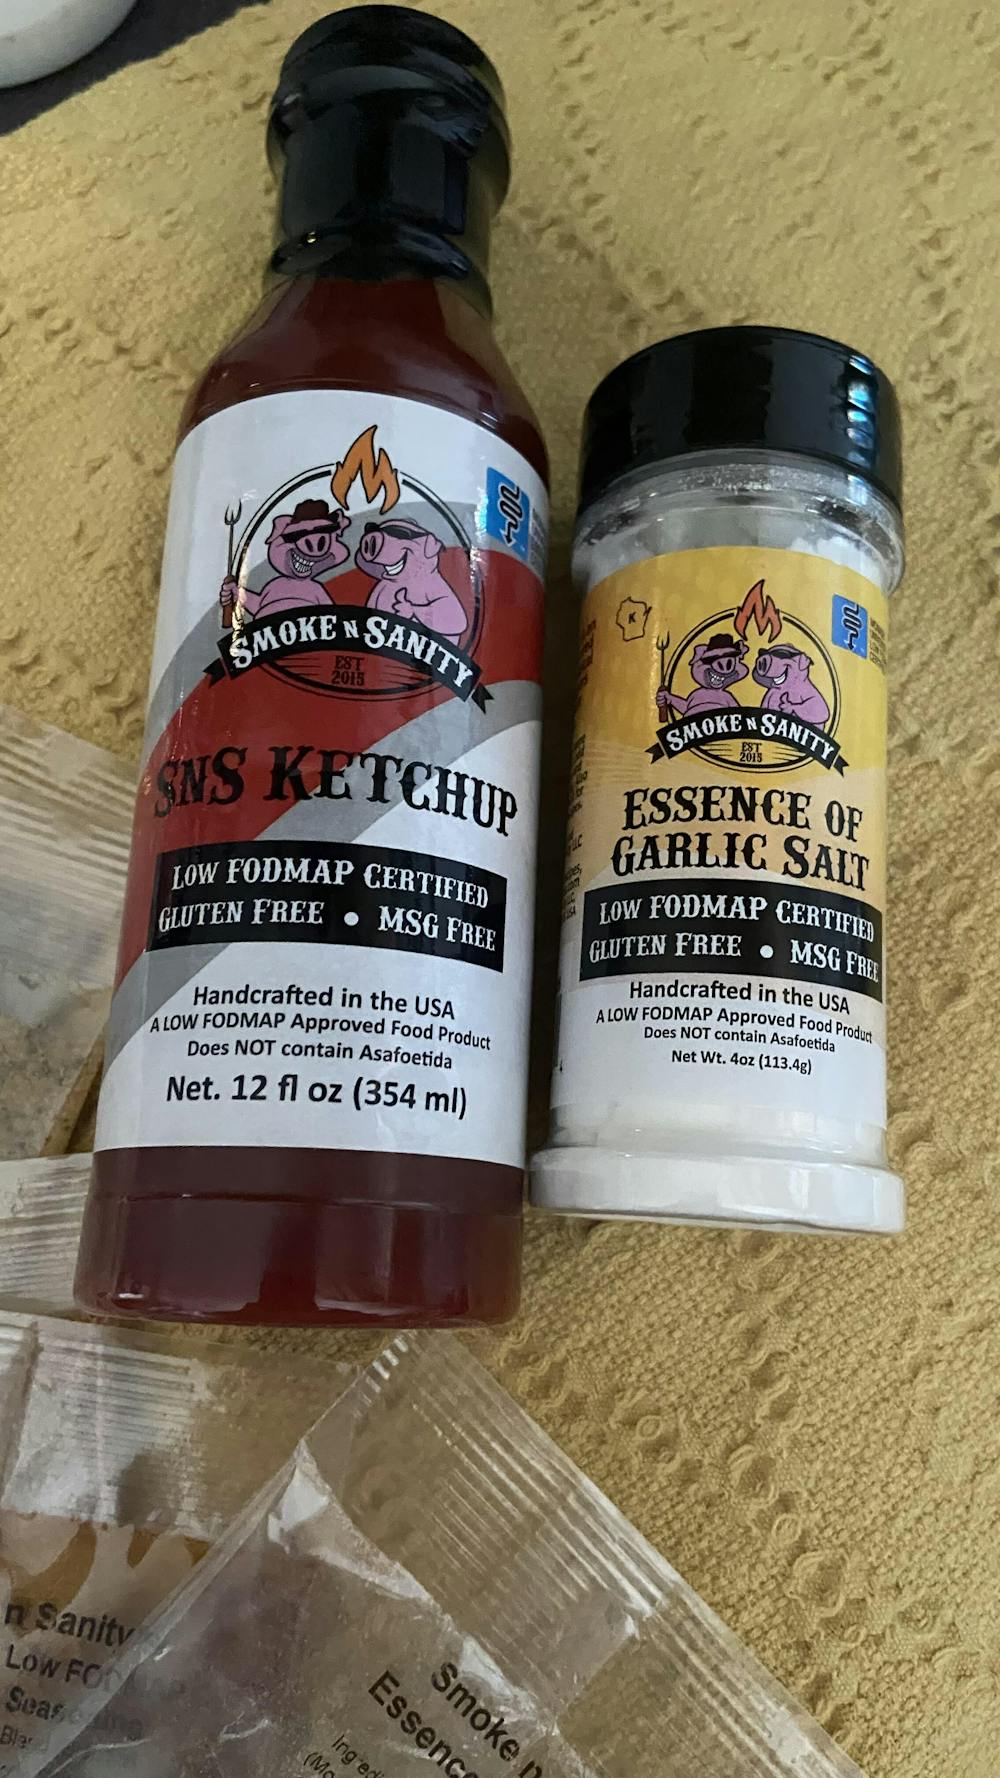 SMOKE N SANITY
EST
2015
SNS KETCHUP
LOW FODMAP CERTIFIED
GLUTEN FREE • MSG FREE
Handcrafted in the USA
A LOW FODMAP Approved Food Product
Does NOT contain Asafoetida
Net. 12 fl oz (354 ml)
K
SMOKE N SANITY
EST
2015
ESSENCE OF
GARLIC SALT
LOW FODMAP CERTIFIED
GLUTEN FREE • MSG FREE
Handcrafted in the USA
A LOW FODMAP Approved Food Product
Does NOT contain Asafoetida
Net Wt. 4oz (113.4g)
n Sanity
Low FO
Smoke n
Essence